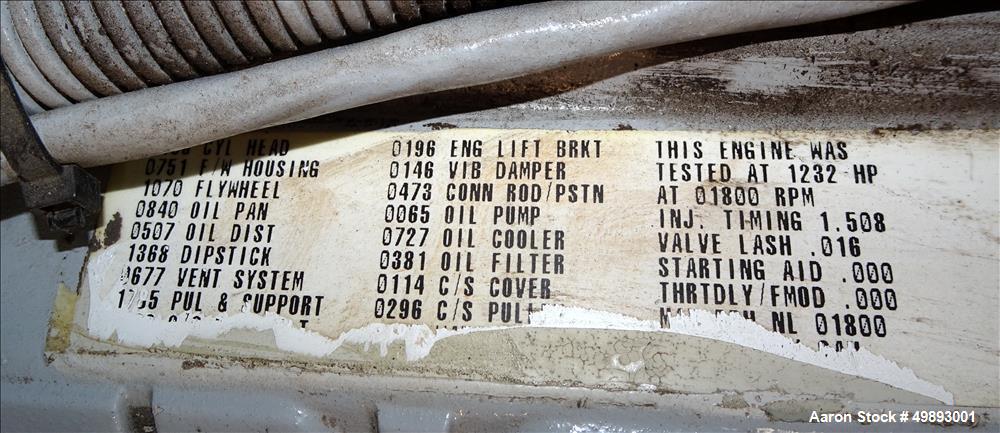 CYL HEAD
0751 F/W HOUSING
1070 FLYWHEEL
0840 OIL PAN
0507 OIL DIST
1368 DIPSTICK
0677 VENT SYSTEM
PUL & SUPPORT
0196 ENG LIFT BRKT
0146 VIB DAMPER
0473 CONN ROD/PSTN
0065 OIL PUMP
0727 OIL COOLER
0381 OIL FILTER
0114 C/S COVER
0296 C/S
THIS ENGINE WAS
TESTED AT 1232 HP
AT 01800 RPM
INJ. TIMING 1.508
VALVE LASH .016
STARTING AID .000
THRTDLY/FMOD .000
NL 01800
Aaron Stock # 49893001